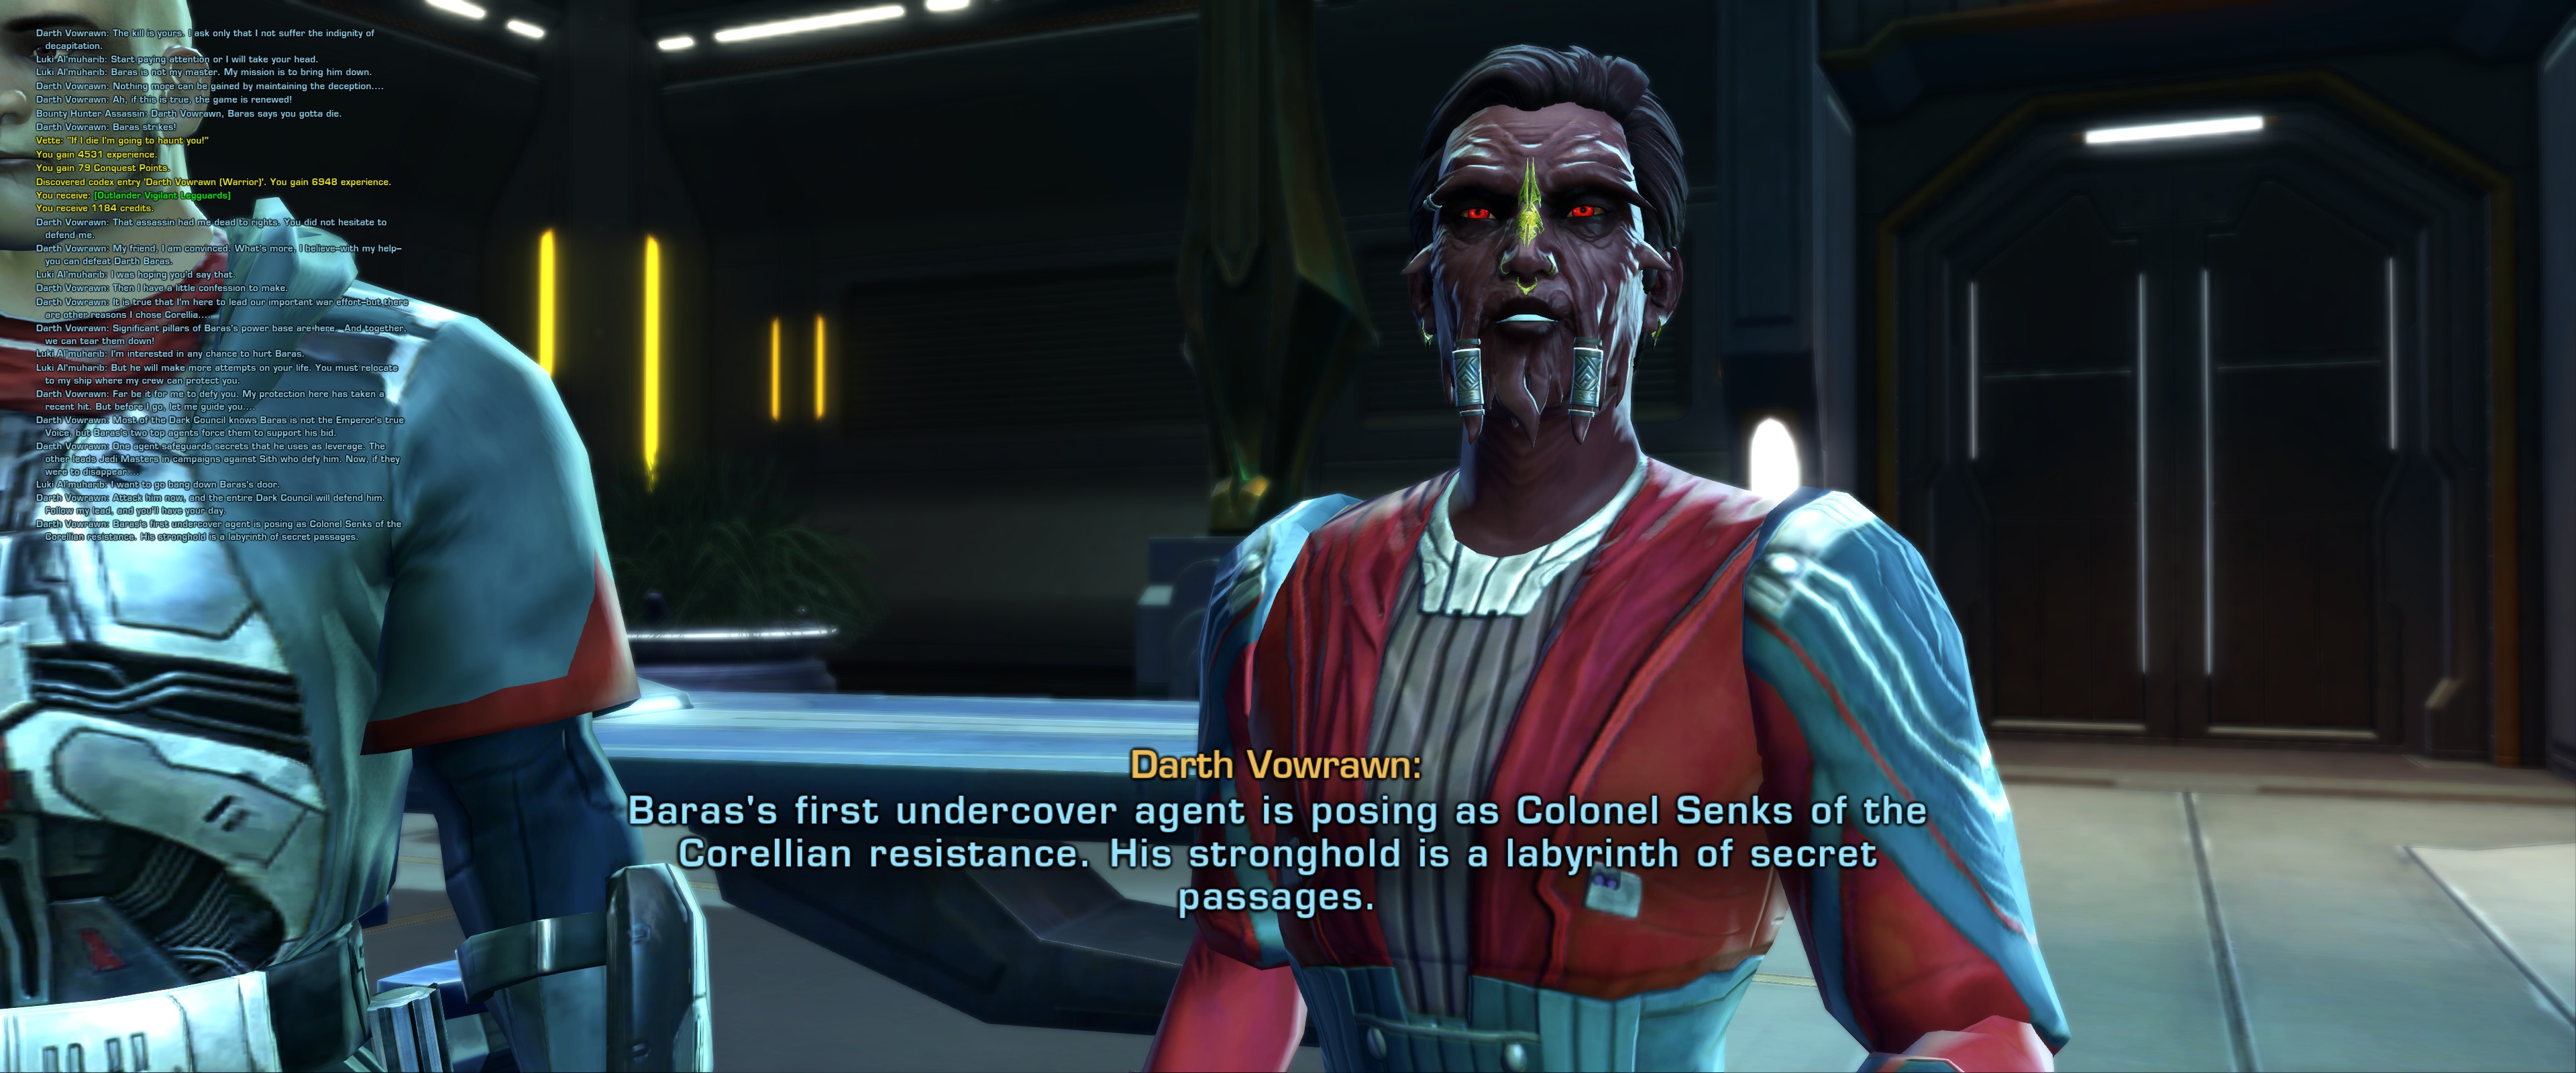 Darth Vowrawn: The kill is yours. I ask only that I not suffer the indignity of
decapitation.
Luki Al'muharib: Start paying attention or I will take your head.
Luki Al'muharib: Baras is not my master. My mission is to bring him down.
Darth Vowrawn: Nothing more can be gained by maintaining the deception....
Darth Vowrawn: Ah, if this is true, the game is renewed!
Bounty Hunter Assassin: Darth Vowrawn, Baras says you gotta die.
Darth Vowrawn: Baras strikes!
Vette: "If I die I'm going to haunt you!"
You gain 4531 experience.
You gain 79 Conquest Points.
Discovered codex entry 'Darth Vowrawn (Warrior)'. You gain 6948 experience.
You receive: [Outlander Vigilant Legguards]
You receive 1184 credits.
Darth Vowrawn: That assassin had me dead to rights. You did not hesitate to
defend me.
Darth Vowrawn: My friend, I am convinced. What's more, I believe–with my help–
you can defeat Darth Baras.
Luki Al'muharib: I was hoping you'd say that.
Darth Vowrawn: Then I have a little confession to make.
Darth Vowrawn: It is true that I'm here to lead our important war effort–but there
are other reasons I chose Corellia....
Darth Vowrawn: Significant pillars of Baras's power base are here. And together,
we can tear them down!
Luki Al'muharib: I'm interested in any chance to hurt Baras.
Luki Al'muharib: But he will make more attempts on your life. You must relocate
to my ship where my crew can protect you.
Darth Vowrawn: Far be it for me to defy you. My protection here has taken a
recent hit. But before I go, let me guide you....
Darth Vowrawn: Most of the Dark Council knows Baras is not the Emperor's true
Voice, but Baras's two top agents force them to support his bid.
Darth Vowrawn: One agent safeguards secrets that he uses as leverage. The
other leads Jedi Masters in campaigns against Sith who defy him. Now, if they
were to disappear....
Luki Al'muharib: I want to go bang down Baras's door.
Darth Vowrawn: Attack him now, and the entire Dark Council will defend him.
Follow my lead, and you'll have your day.
Darth Vowrawn: Baras's first undercover agent is posing as Colonel Senks of the
Corellian resistance. His stronghold is a labyrinth of secret passages.
Darth Vowrawn:
Baras's first undercover agent is posing as Colonel Senks of the
Corellian resistance. His stronghold is a labyrinth of secret
passages.